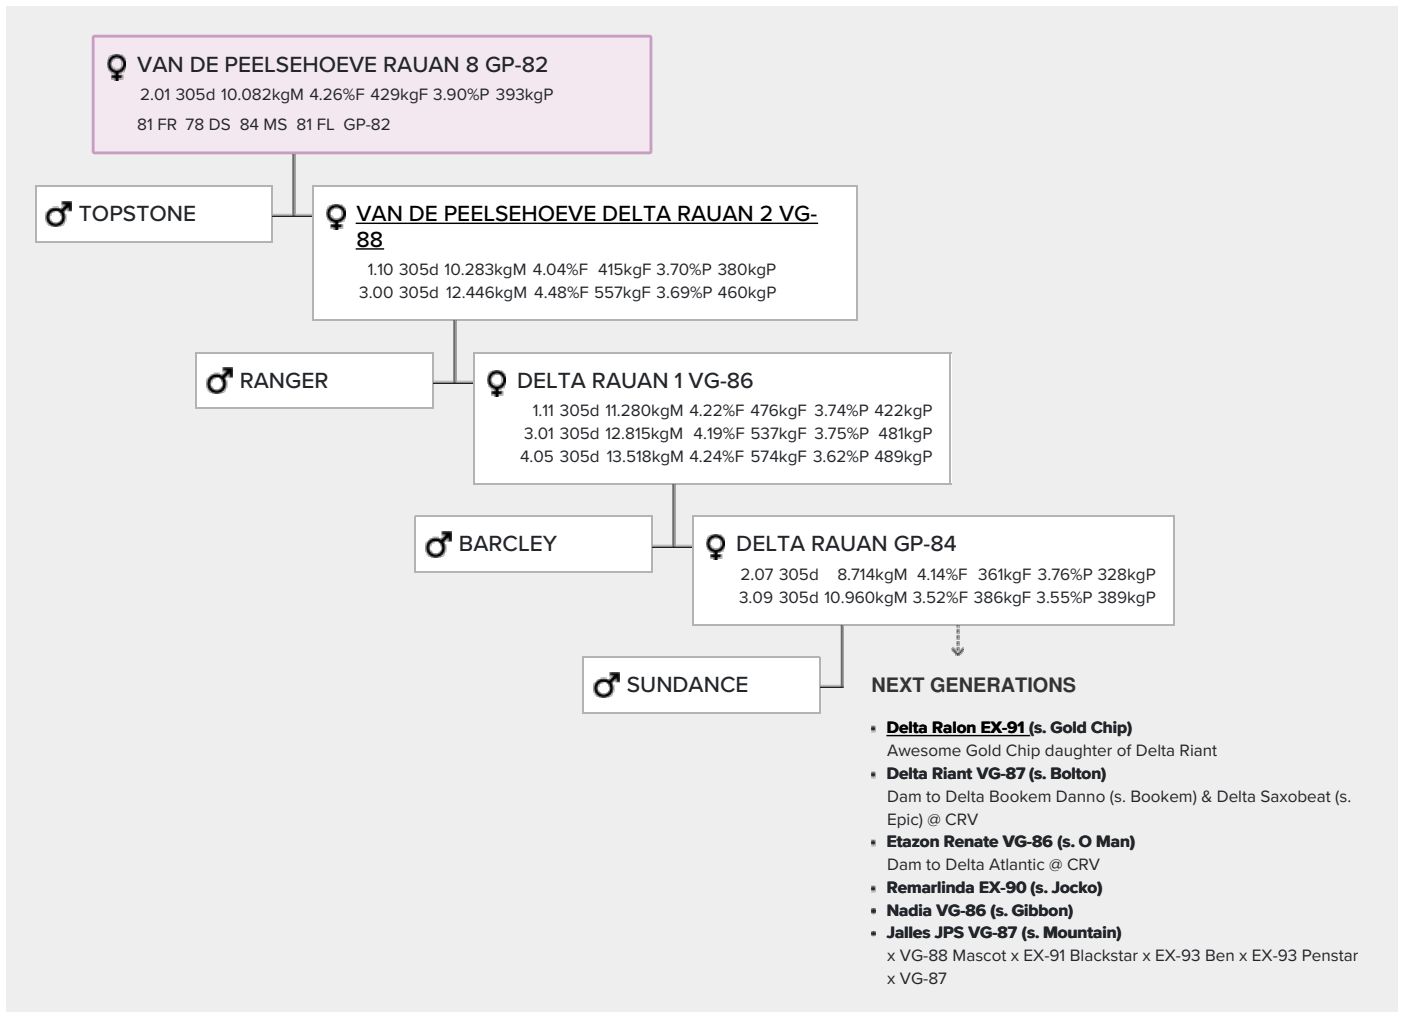 VAN DE PEELSEHOEVE RAUAN 8 GP-82
2.01 305d 10.082kgM 4.26%F 429kgF 3.90%P 393kgP
81 FR 78 DS 84 MS 81 FL GP-82
TOPSTONE
VAN DE PEELSEHOEVE DELTA RAUAN 2 VG-
88
1.10 305d 10.283kgM 4.04%F 415kgF 3.70%P 380kgP
3.00 305d 12.446kgM 4.48%F 557kgF 3.69%P 460kgP
RANGER
DELTA RAUAN 1 VG-86
1.11 305d 11.280kgM 4.22%F 476kgF 3.74%P 422kgP
3.01 305d 12.815kgM 4.19%F 537kgF 3.75%P 481kgP
4.05 305d 13.518kgM 4.24%F 574kgF 3.62%P 489kgP
BARCLEY
DELTA RAUAN GP-84
2.07 305d 8.714kgM 4.14%F 361kgF 3.76%P 328kgP
3.09 305d 10.960kgM 3.52%F 386kgF 3.55%P 389kgP
SUNDANCE
NEXT GENERATIONS
Delta Ralon EX-91 (s. Gold Chip)
Awesome Gold Chip daughter of Delta Riant
Delta Riant VG-87 (s. Bolton)
Dam to Delta Bookem Danno (s. Bookem) & Delta Saxobeat (s.
Epic) @ CRV
Etazon Renate VG-86 (s. O Man)
Dam to Delta Atlantic @ CRV
Remarlinda EX-90 (s. Jocko)
Nadia VG-86 (s. Gibbon)
Jalles JPS VG-87 (s. Mountain)
x VG-88 Mascot x EX-91 Blackstar x EX-93 Ben x EX-93 Penstar
x VG-87